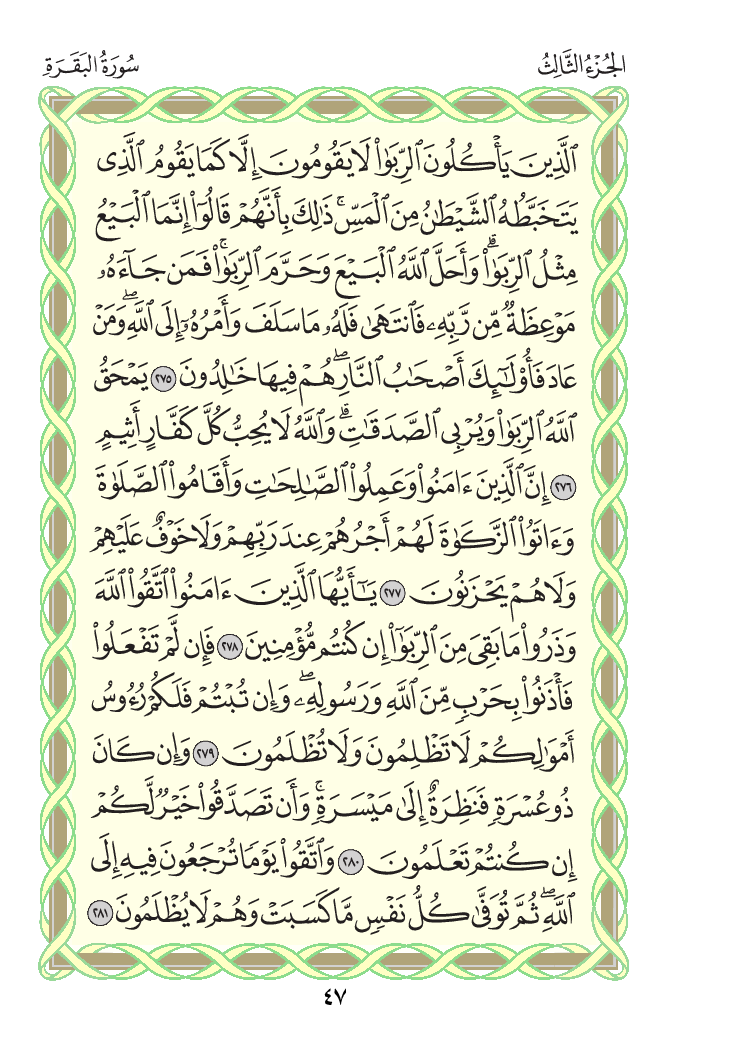 الجُزْءُ الثَّالِثُ
سُورَةُ البَقَرَةِ
ٱلَّذِينَ يَأۡكُلُونَ ٱلرِّبَوٰاْ لَا يَقُومُونَ إِلَّا كَمَا يَقُومُ ٱلَّذِى
يَتَخَبَّطُهُ ٱلشَّيۡطَٰنُ مِنَ ٱلۡمَسِّۚ ذَٰلِكَ بِأَنَّهُمۡ قَالُوٓاْ إِنَّمَا ٱلۡبَيۡعُ
مِثۡلُ ٱلرِّبَوٰاْۗ وَأَحَلَّ ٱللَّهُ ٱلۡبَيۡعَ وَحَرَّمَ ٱلرِّبَوٰاْۚ فَمَن جَآءَهُۥ
مَوۡعِظَةٞ مِّن رَّبِّهِۦ فَٱنتَهَىٰ فَلَهُۥ مَا سَلَفَ وَأَمۡرُهُۥٓ إِلَى ٱللَّهِۖ وَمَنۡ
عَادَ فَأُوْلَٰٓئِكَ أَصۡحَٰبُ ٱلنَّارِۖ هُمۡ فِيهَا خَٰلِدُونَ ٢٧٥ يَمۡحَقُ
ٱللَّهُ ٱلرِّبَوٰاْ وَيُرۡبِى ٱلصَّدَقَٰتِۗ وَٱللَّهُ لَا يُحِبُّ كُلَّ كَفَّارٍ أَثِيمٍ
٢٧٦ إِنَّ ٱلَّذِينَ ءَامَنُواْ وَعَمِلُواْ ٱلصَّٰلِحَٰتِ وَأَقَامُواْ ٱلصَّلَوٰةَ
وَءَاتَوُاْ ٱلزَّكَوٰةَ لَهُمۡ أَجۡرُهُمۡ عِندَ رَبِّهِمۡ وَلَا خَوۡفٌ عَلَيۡهِمۡ
وَلَا هُمۡ يَحۡزَنُونَ ٢٧٧ يَٰٓأَيُّهَا ٱلَّذِينَ ءَامَنُواْ ٱتَّقُواْ ٱللَّهَ
وَذَرُواْ مَا بَقِىَ مِنَ ٱلرِّبَوٰٓاْ إِن كُنتُم مُّؤۡمِنِينَ ٢٧٨ فَإِن لَّمۡ تَفۡعَلُواْ
فَأۡذَنُواْ بِحَرۡبٖ مِّنَ ٱللَّهِ وَرَسُولِهِۦۖ وَإِن تُبۡتُمۡ فَلَكُمۡ رُءُوسُ
أَمۡوَٰلِكُمۡ لَا تَظۡلِمُونَ وَلَا تُظۡلَمُونَ ٢٧٩ وَإِن كَانَ
ذُو عُسۡرَةٖ فَنَظِرَةٌ إِلَىٰ مَيۡسَرَةٖۚ وَأَن تَصَدَّقُواْ خَيۡرٞ لَّكُمۡ
إِن كُنتُمۡ تَعۡلَمُونَ ٢٨٠ وَٱتَّقُواْ يَوۡمٗا تُرۡجَعُونَ فِيهِ إِلَى
ٱللَّهِۖ ثُمَّ تُوَفَّىٰ كُلُّ نَفۡسٖ مَّا كَسَبَتۡ وَهُمۡ لَا يُظۡلَمُونَ ٢٨١
٤٧